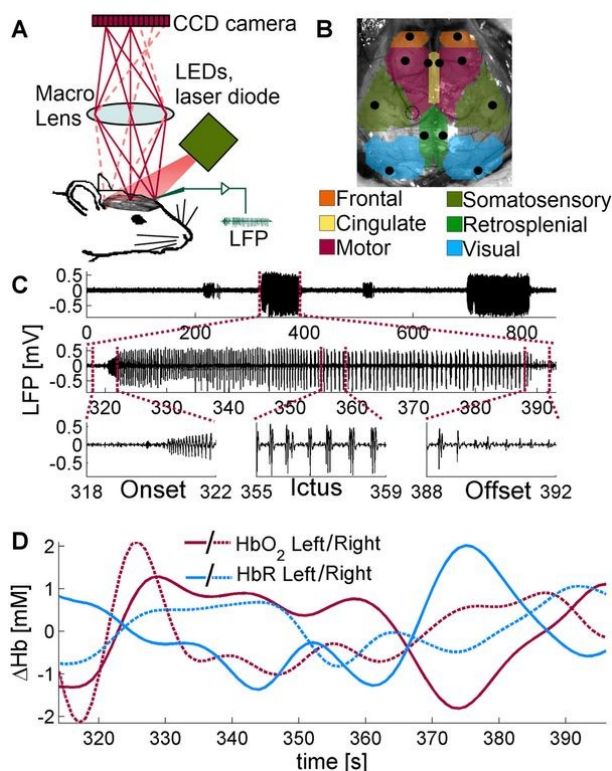 A
CCD camera
LEDs,
laser diode
Macro
Lens
LFP
B
Frontal
Somatosensory
Cingulate
Retrosplenial
Motor
Visual
C
LFP [mV]
0.5
0
-0.5
0 200 400 600 800
0.5
0
-0.5
320 330 340 350 360 370 380 390
0.5
0
-0.5
318 Onset 322
355 Ictus 359
388 Offset 392
D
HbO2 Left/Right
HbR Left/Right
ΔHb [mM]
2
1
0
-1
-2
320 330 340 350 360 370 380 390
time [s]